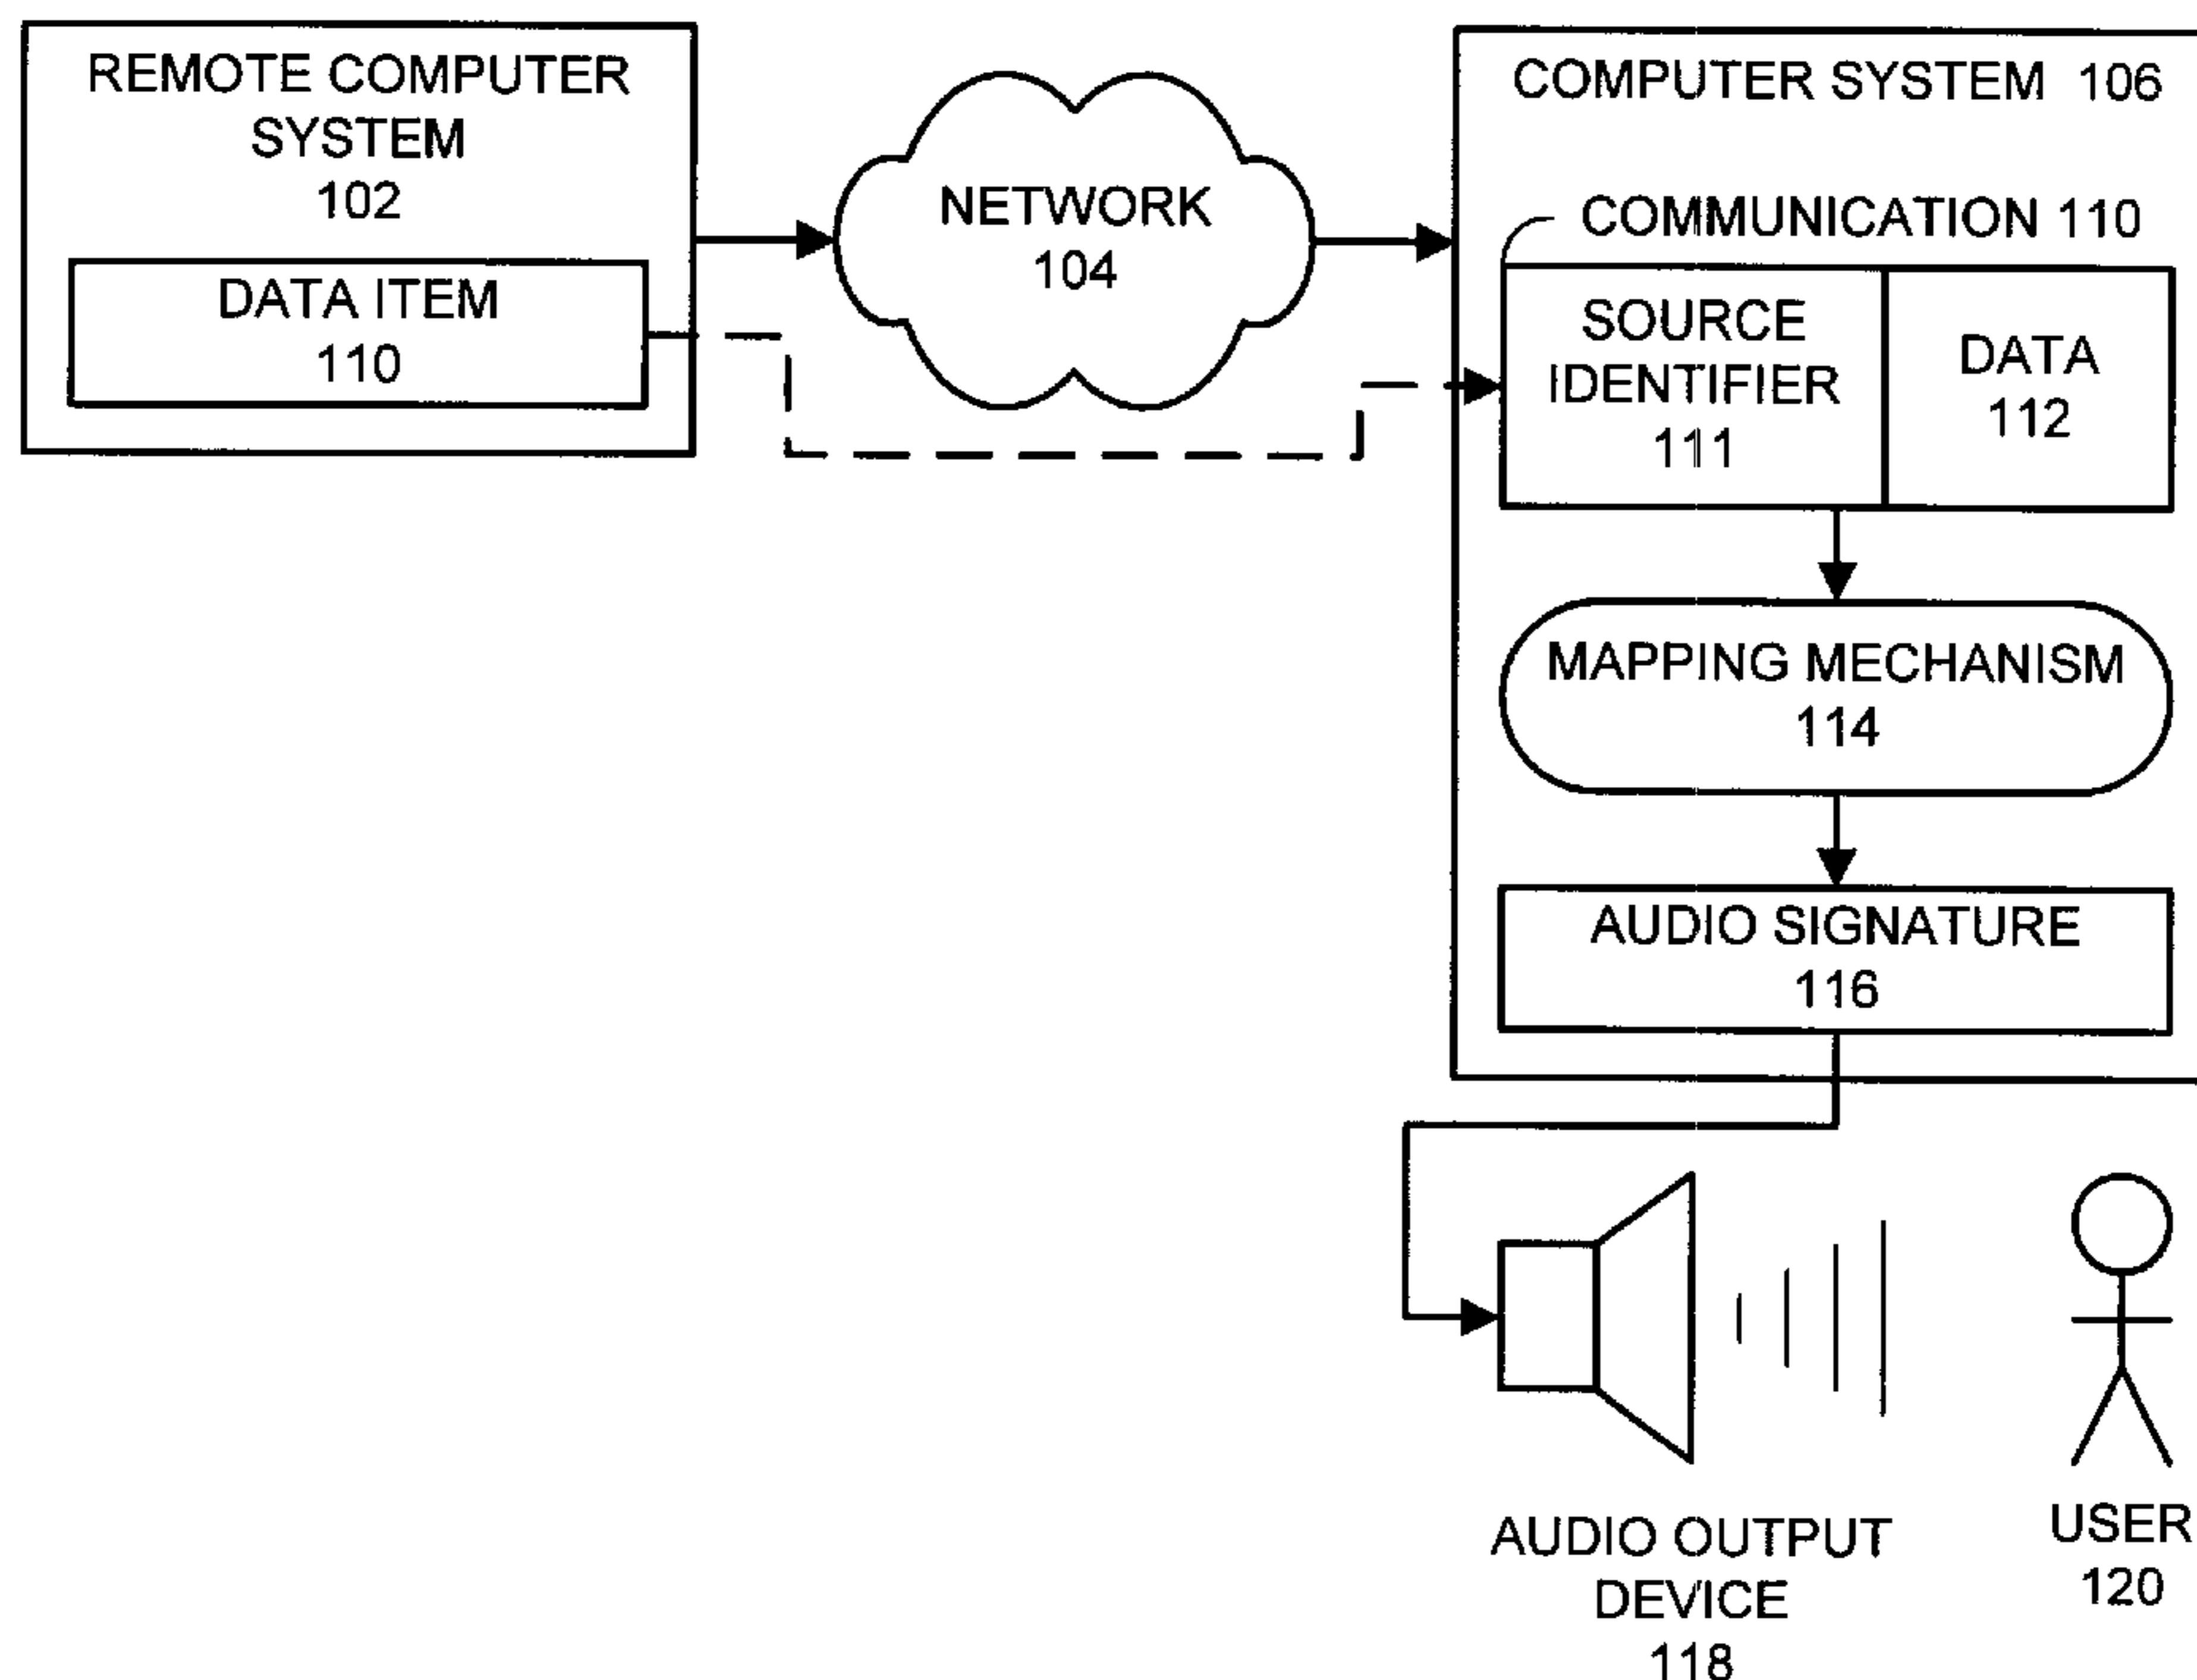 REMOTE COMPUTER
SYSTEM
102
DATA ITEM
110
NETWORK
104
COMPUTER SYSTEM 106
COMMUNICATION 110
SOURCE
IDENTIFIER
111
DATA
112
MAPPING MECHANISM
114
AUDIO SIGNATURE
116
AUDIO OUTPUT
DEVICE
118
USER
120